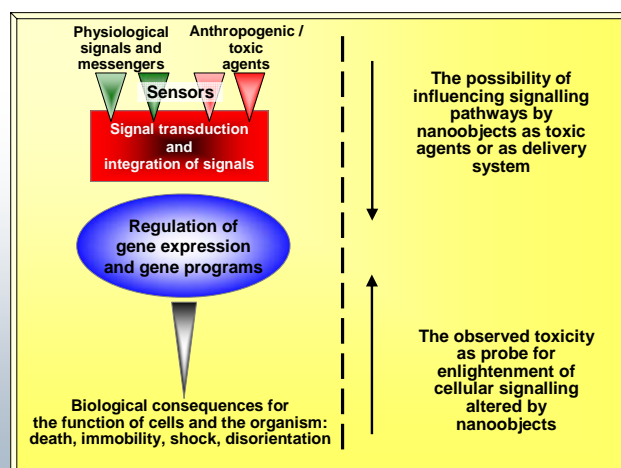 Physiological
signals and
messengers
Anthropogenic /
toxic
agents
Sensors
Signal transduction
and
integration of signals
Regulation of
gene expression
and gene programs
Biological consequences for
the function of cells and the organism:
death, immobility, shock, disorientation
The possibility of
influencing signalling
pathways by
nanoobjects as toxic
agents or as delivery
system
The observed toxicity
as probe for
enlightenment of
cellular signalling
altered by
nanoobjects